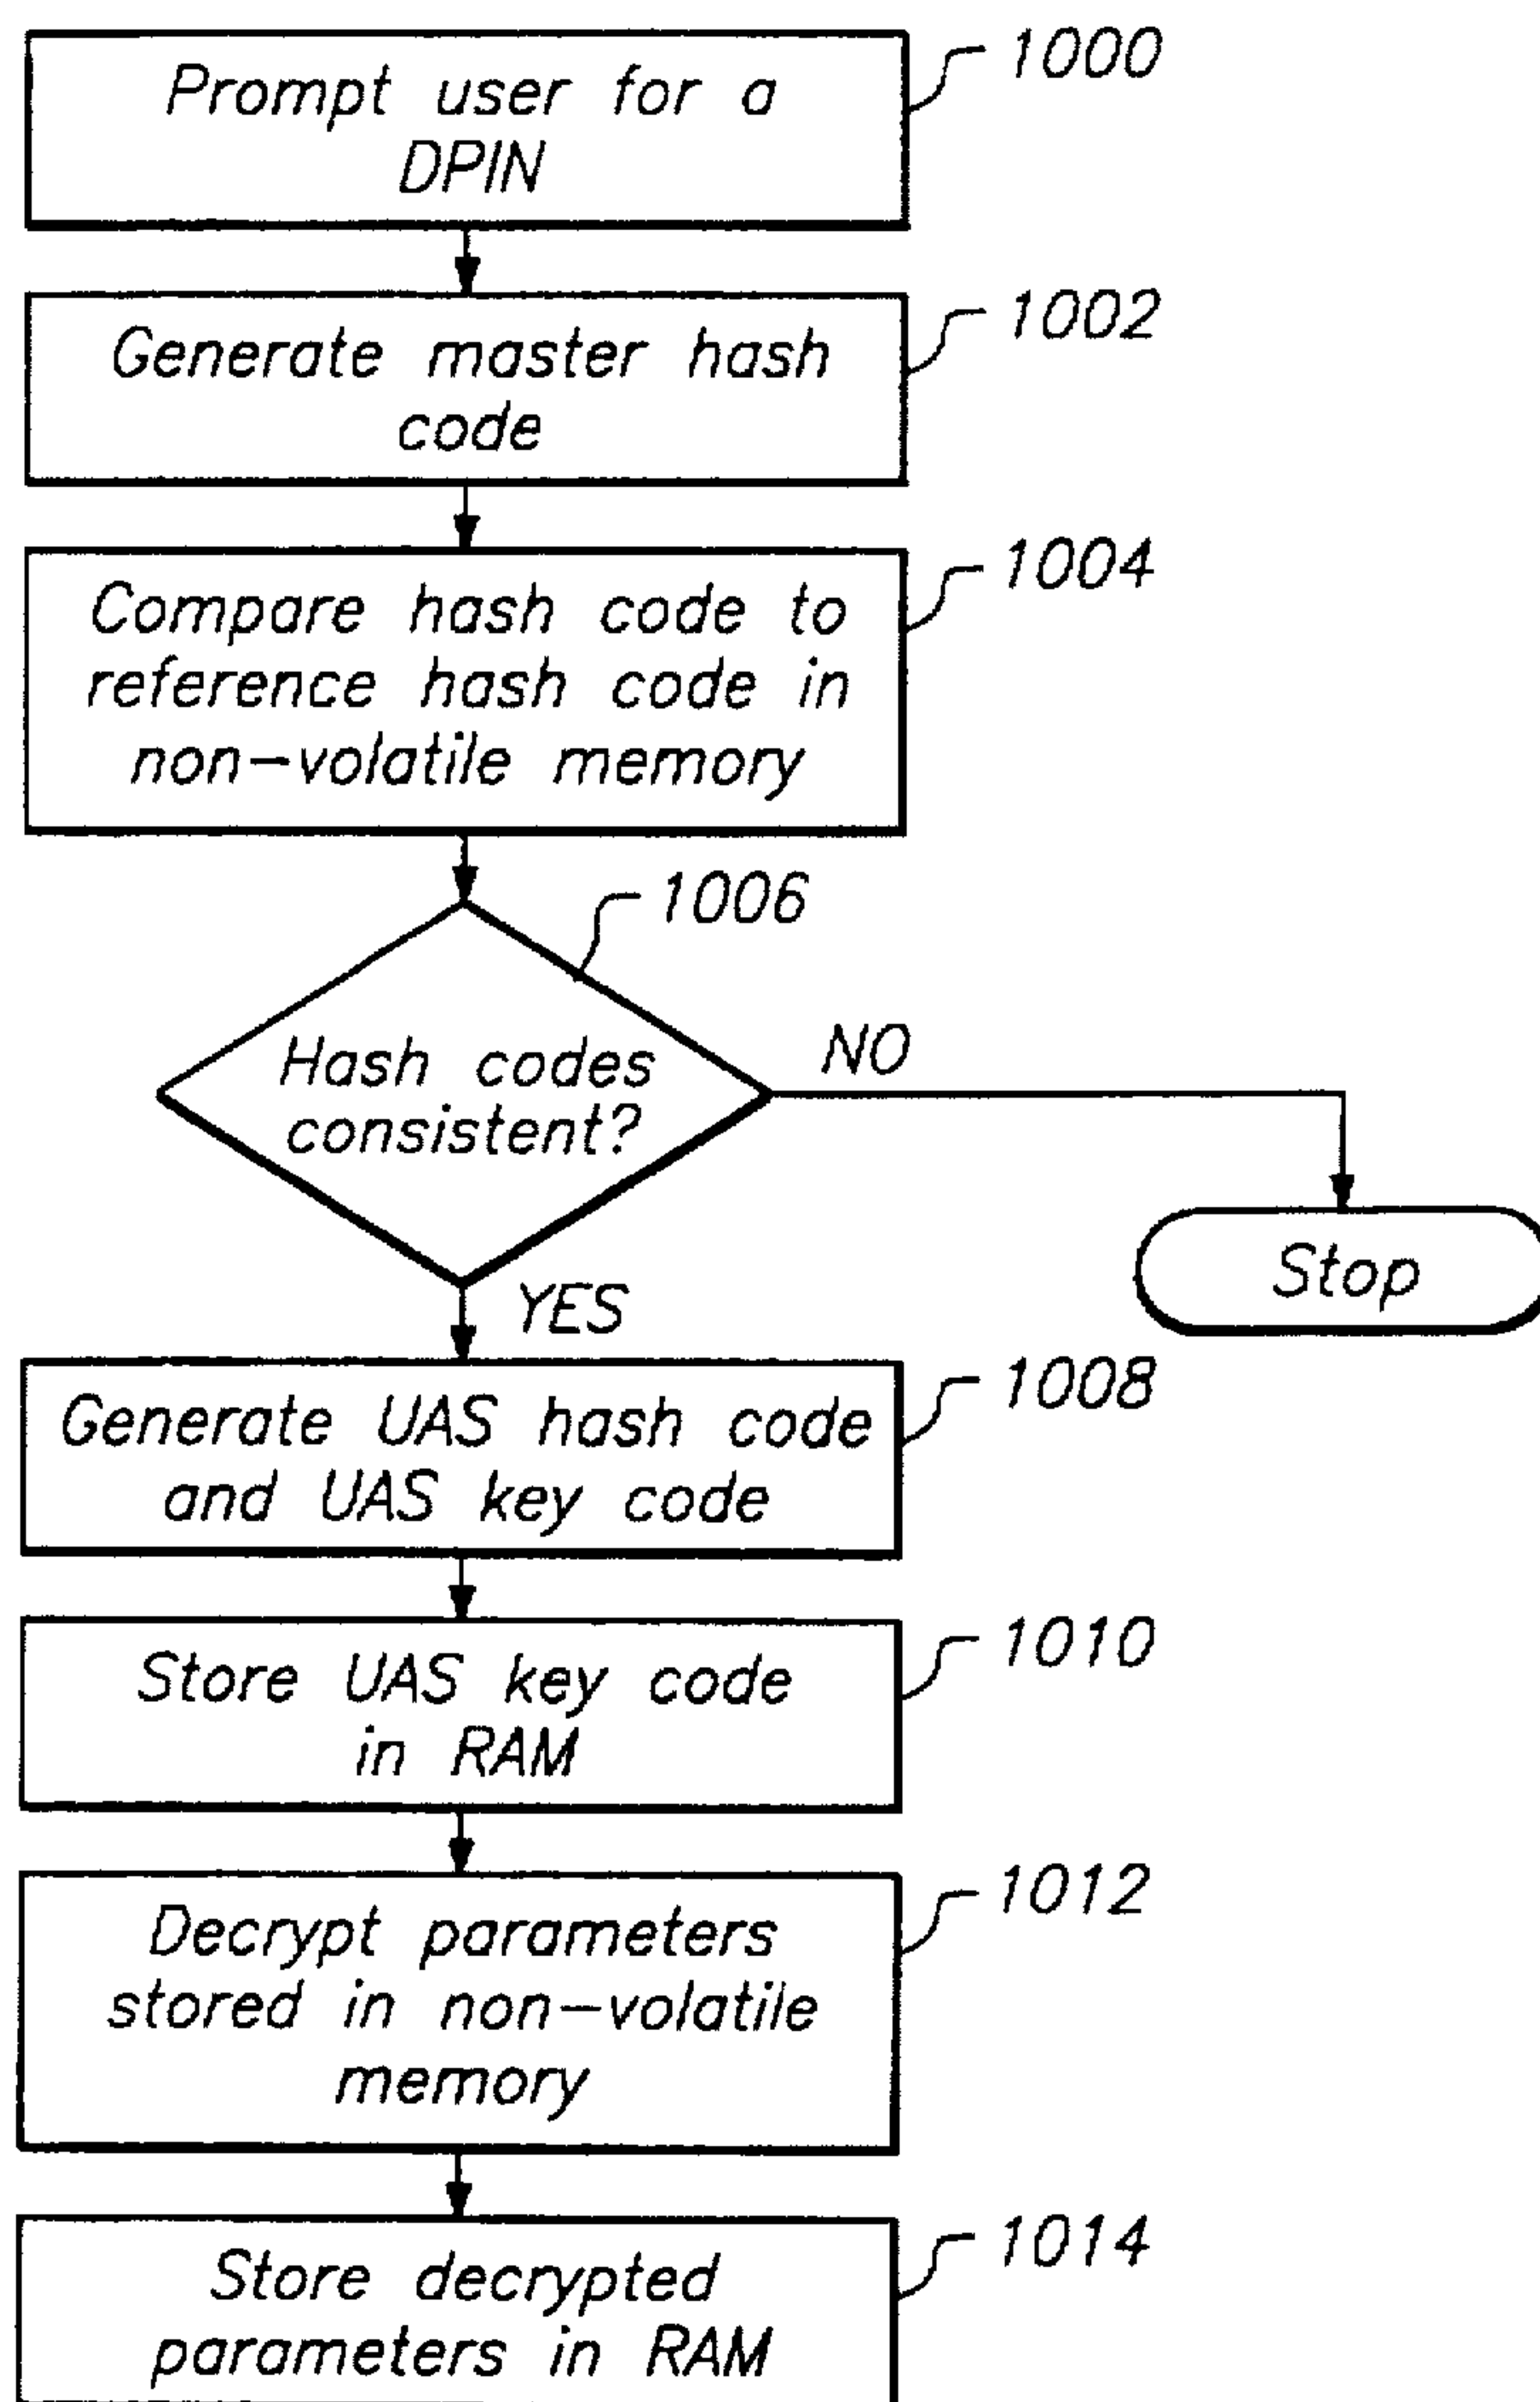 Prompt user for a
DPIN
1000
Generate master hash
code
1002
Compare hash code to
reference hash code in
non-volatile memory
1004
1006
Hash codes
consistent?
NO
Stop
YES
Generate UAS hash code
and UAS key code
1008
Store UAS key code
in RAM
1010
Decrypt parameters
stored in non-volatile
memory
1012
Store decrypted
parameters in RAM
1014